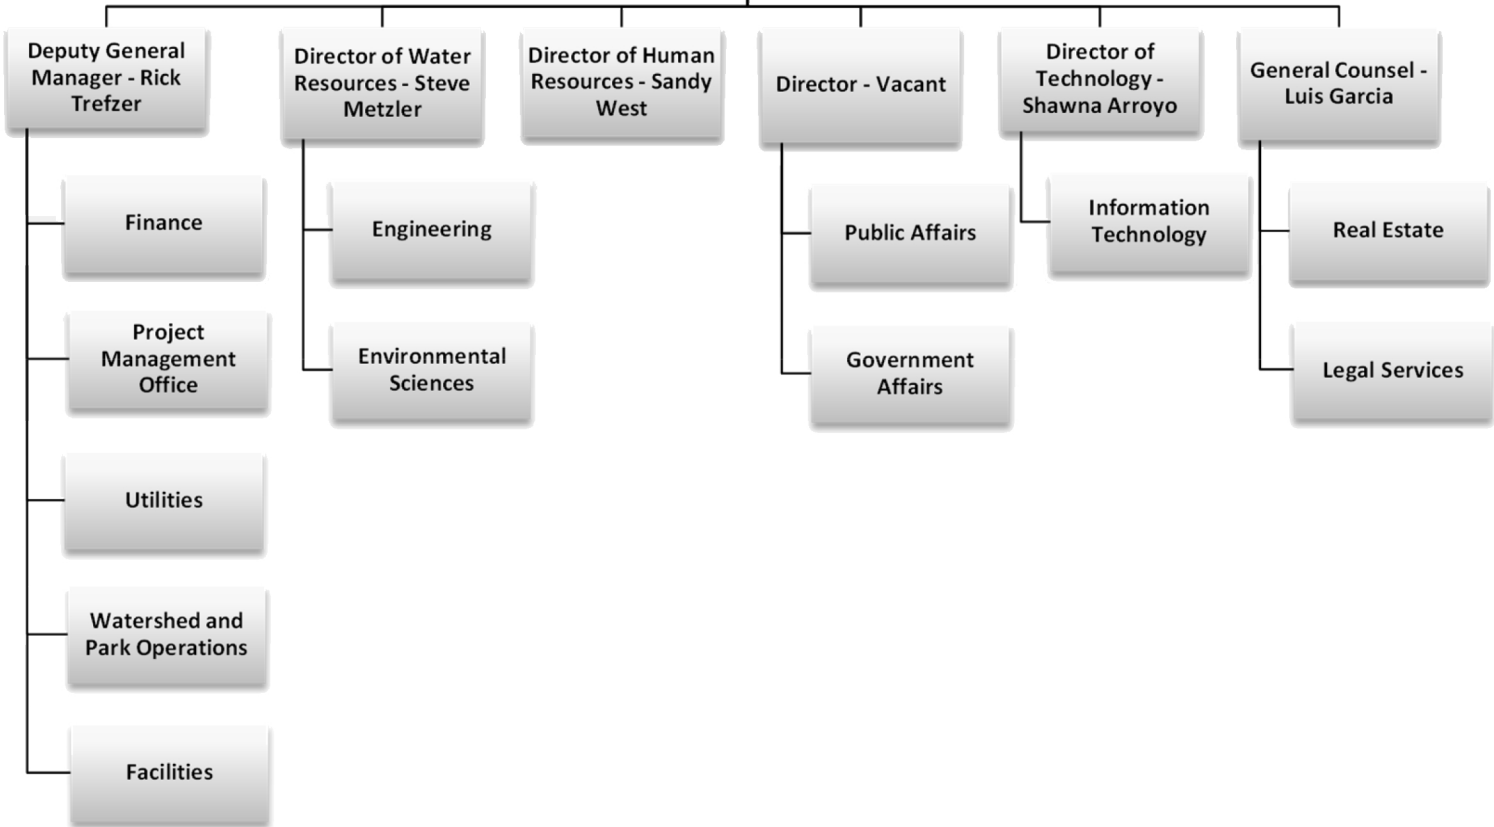 Deputy General
Manager - Rick
Trefzer
Director of Water
Resources - Steve
Metzler
Director of Human
Resources - Sandy
West
Director - Vacant
Director of
Technology -
Shawna Arroyo
General Counsel -
Luis Garcia
Finance
Project
Management
Office
Utilities
Watershed and
Park Operations
Facilities
Engineering
Environmental
Sciences
Public Affairs
Government
Affairs
Information
Technology
Real Estate
Legal Services